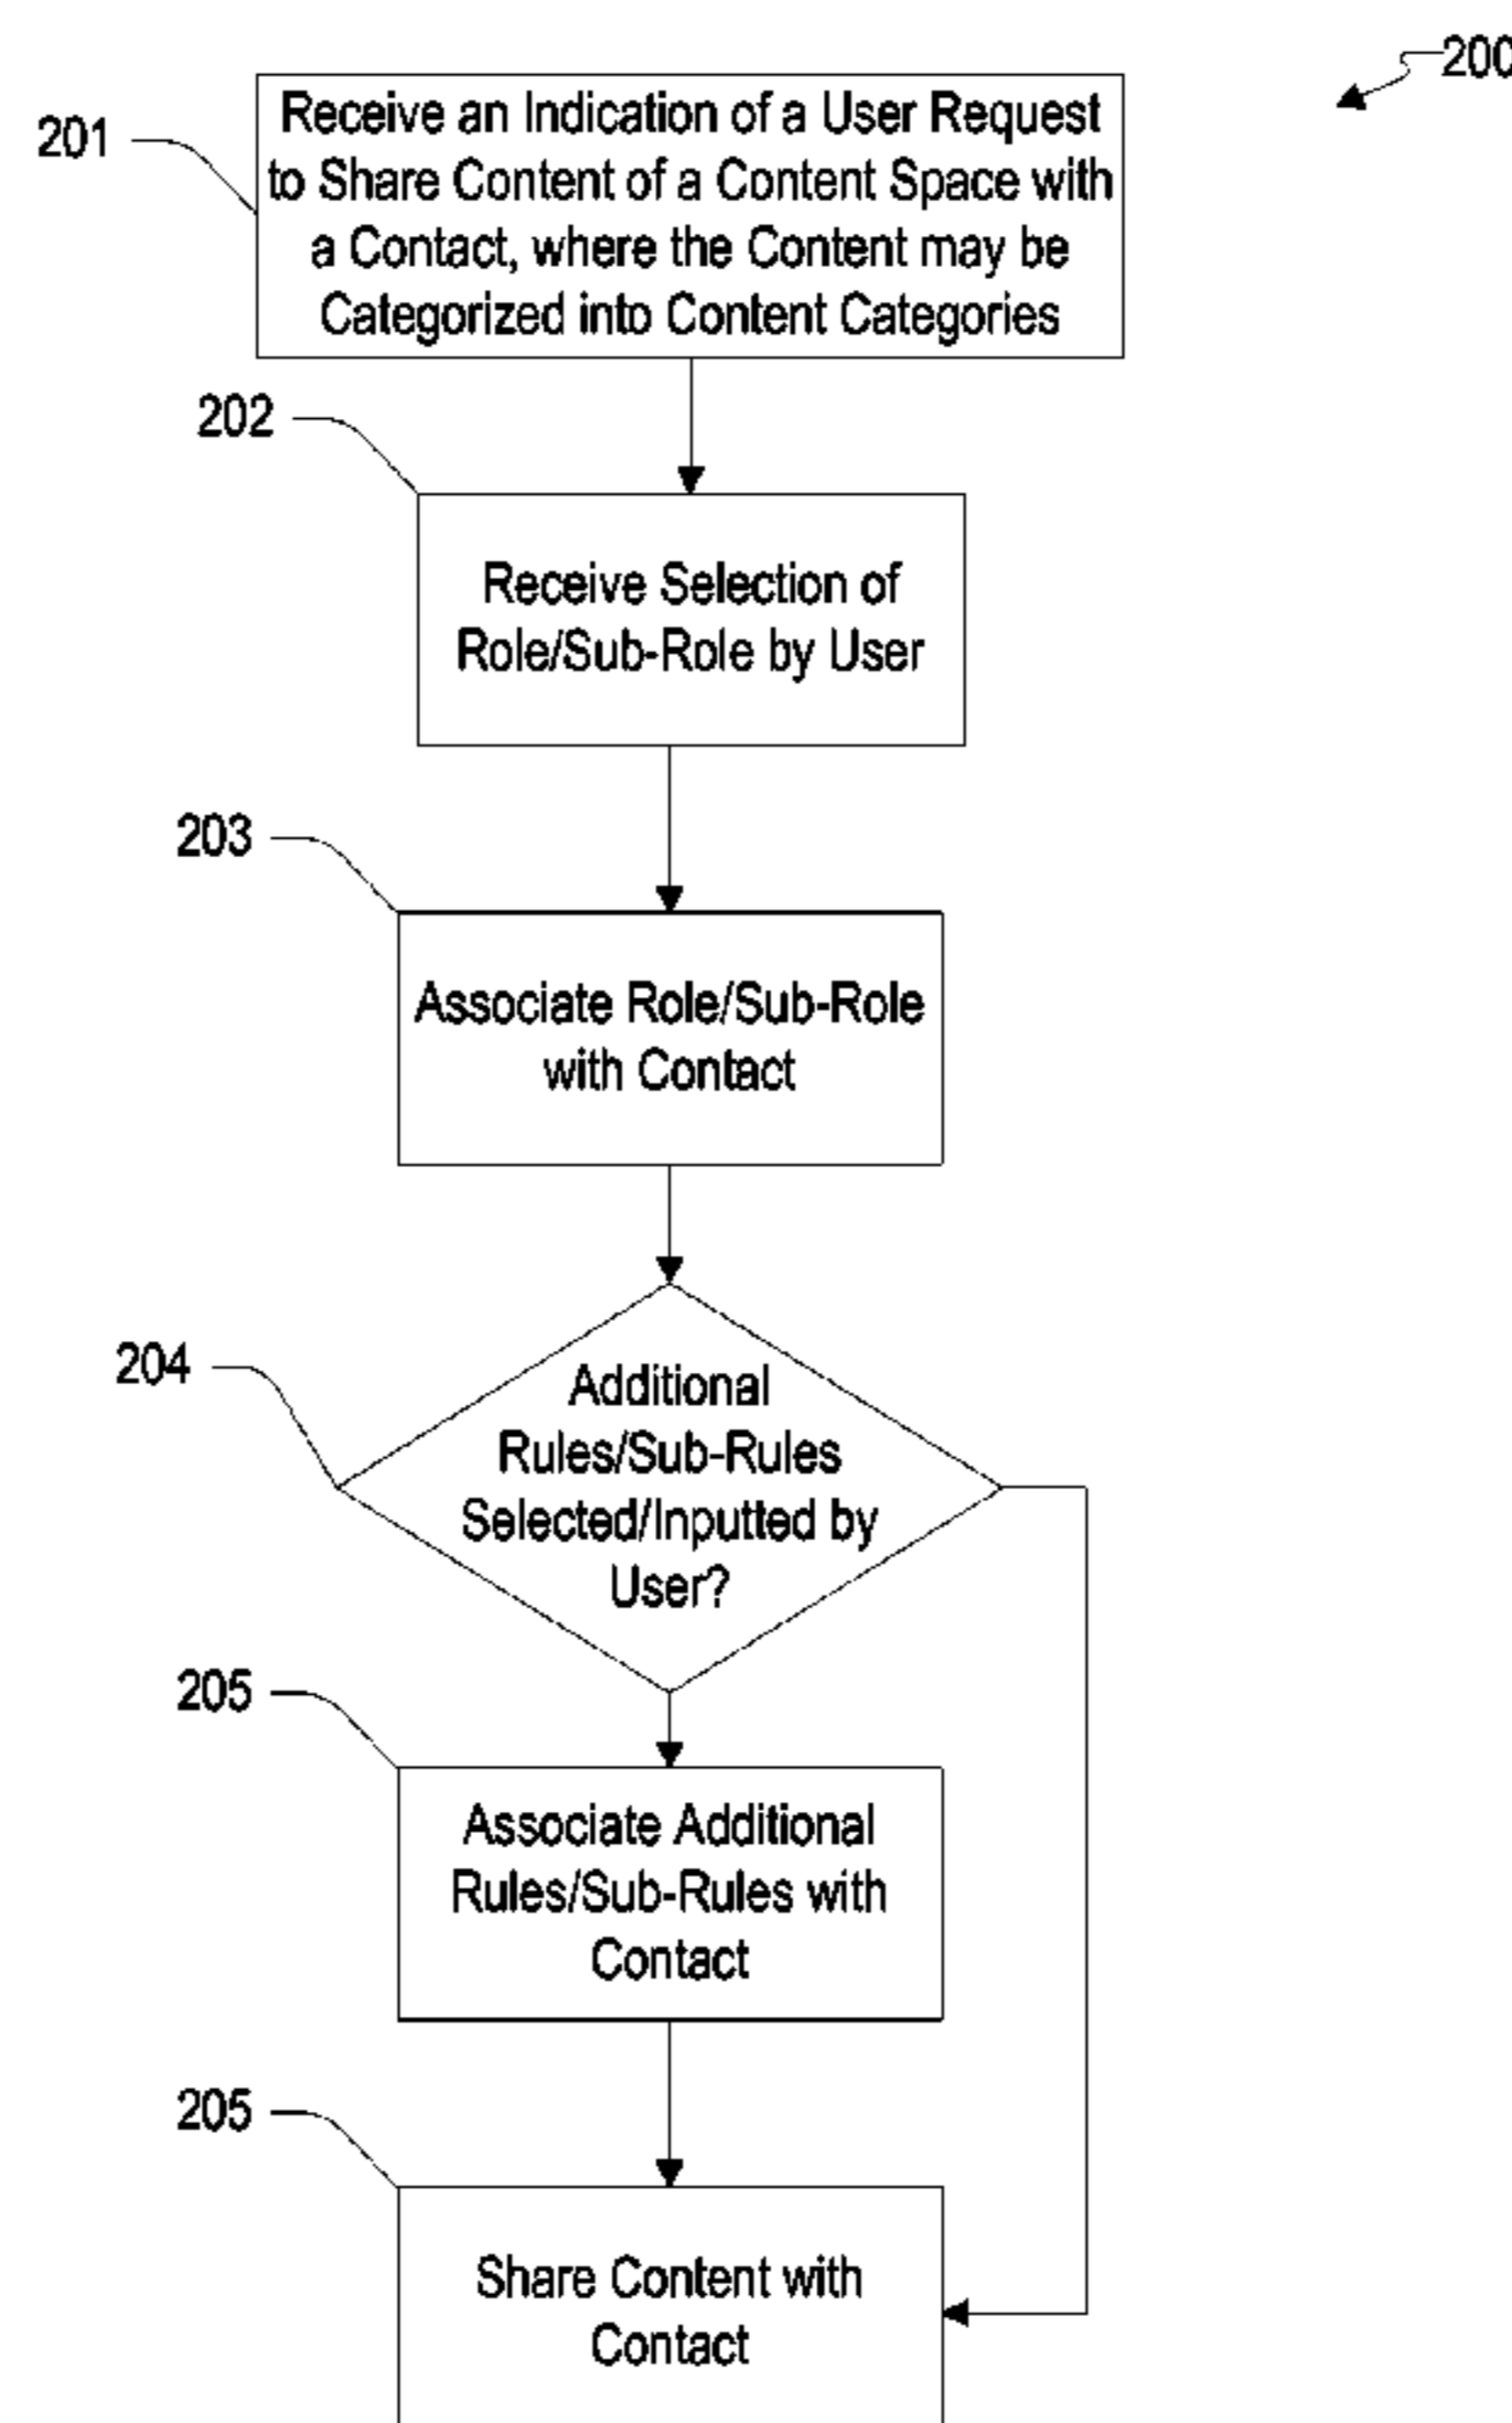 200
201
Receive an Indication of a User Request
to Share Content of a Content Space with
a Contact, where the Content may be
Categorized into Content Categories
202
Receive Selection of
Role/Sub-Role by User
203
Associate Role/Sub-Role
with Contact
204
Additional
Rules/Sub-Rules
Selected/Inputted by
User?
205
Associate Additional
Rules/Sub-Rules with
Contact
205
Share Content with
Contact